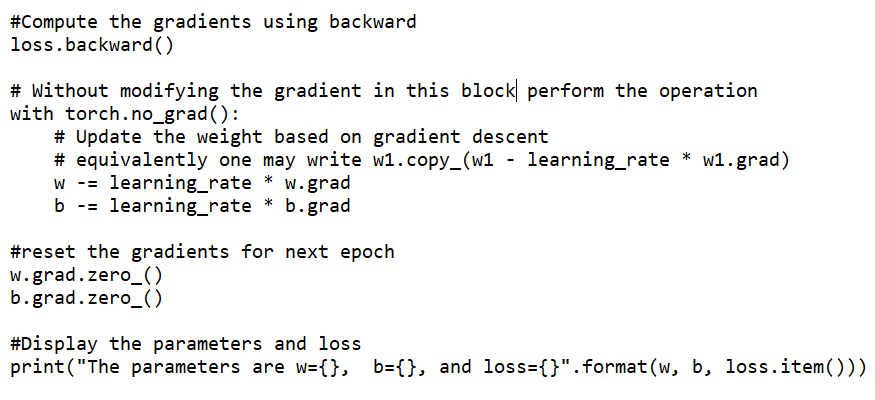 #Compute the gradients using backward
loss.backward()
# Without modifying the gradient in this block perform the operation
with torch.no_grad():
# Update the weight based on gradient descent
# equivalently one may write w1.copy_(w1 - learning_rate * w1.grad)
w -= learning_rate * w.grad
b -= learning_rate * b.grad
#reset the gradients for next epoch
w.grad.zero_()
b.grad.zero_()
#Display the parameters and loss
print("The parameters are w={},  b={}, and loss={}".format(w, b, loss.item()))